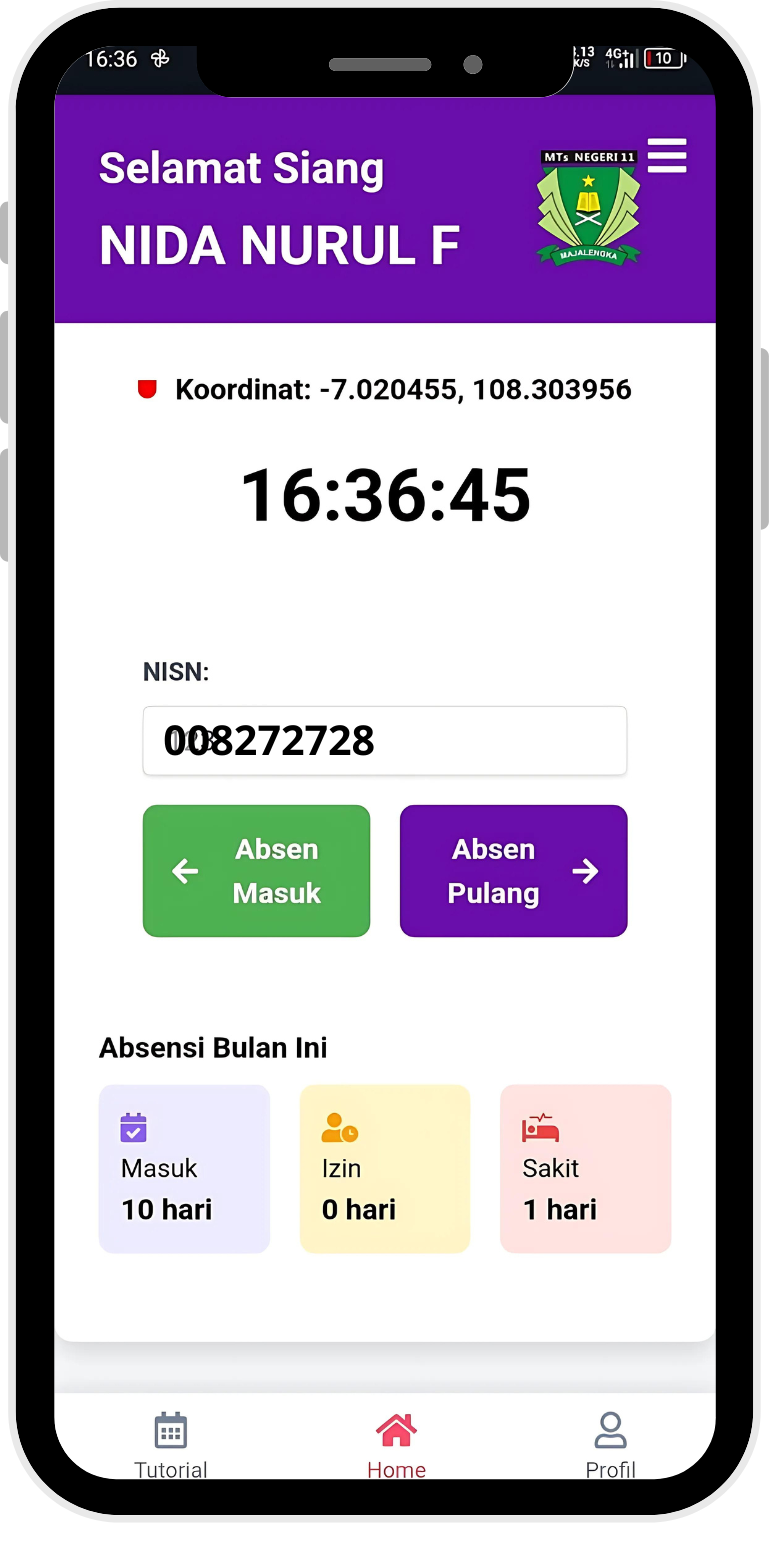 16:36
.13
K/S
4G+
10
Selamat Siang
MTs NEGERI 11
NIDA NURUL F
MAJALENGKA
Koordinat: -7.020455, 108.303956
16:36:45
NISN:
008272728
Absen
Masuk
Absen
Pulang
Absensi Bulan Ini
Masuk
10 hari
Izin
0 hari
Sakit
1 hari
Tutorial
Home
Profil